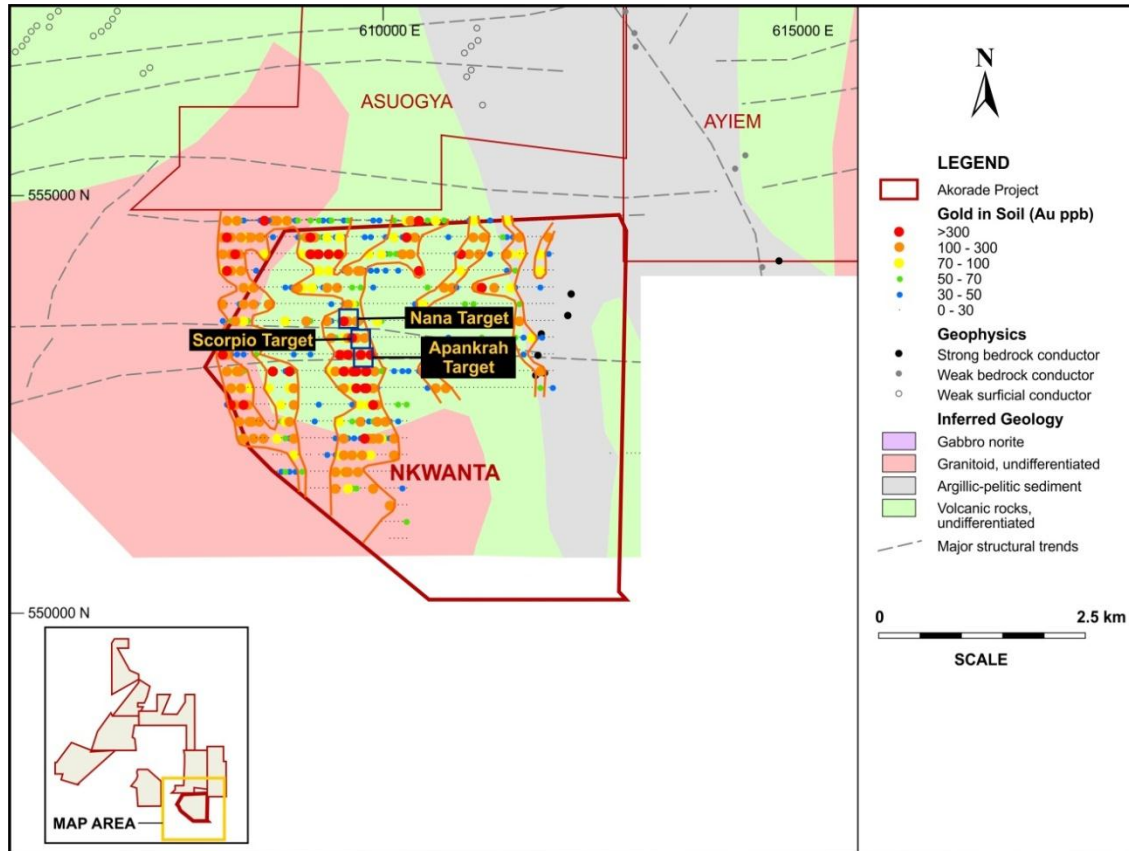 610000 E
615000 E
ASUOGYA
AYIEM
555000 N
Nana Target
Scorpio Target
Apankrah
Target
NKWANTA
550000 N
MAP AREA
N
LEGEND
Akorade Project
Gold in Soil (Au ppb)
>300
100 - 300
70 - 100
50 - 70
30 - 50
0 - 30
Geophysics
Strong bedrock conductor
Weak bedrock conductor
Weak surficial conductor
Inferred Geology
Gabbro norite
Granitoid, undifferentiated
Argillic-pelitic sediment
Volcanic rocks,
undifferentiated
Major structural trends
0 2.5 km
SCALE